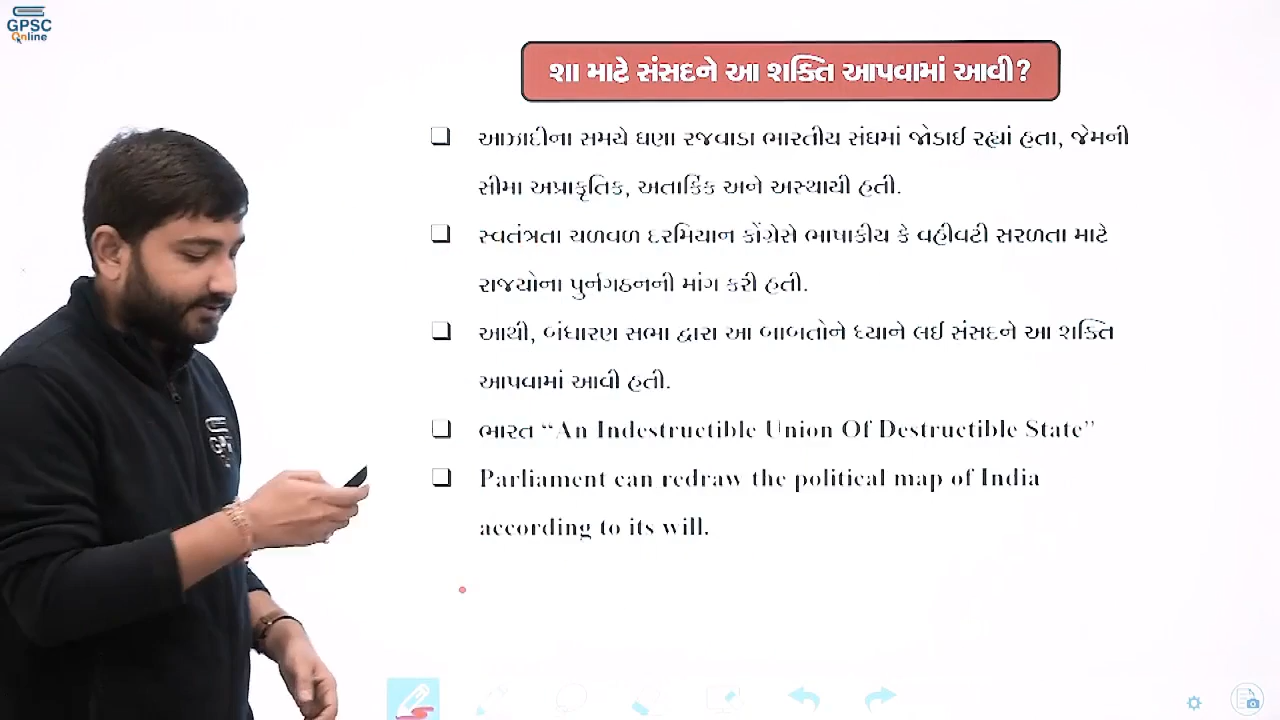 GPSC
Online
શા માટે સંસદને આ શક્તિ આપવામાં આવી?
❑ આઝાદીના સમયે ઘણા રજવાડા ભારતીય સંઘમાં જોડાઈ રહ્યાં હતા, જેમની
સીમા અપ્રાકૃતિક, અતાર્કિક અને અસ્થાયી હતી.
❑ સ્વતંત્રતા ચળવળ દરમિયાન કોંગ્રેસે ભાષાકીય કે વહીવટી સરળતા માટે
રાજયોના પુર્નગઠનની માંગ કરી હતી.
❑ આથી, બંધારણ સભા દ્વારા આ બાબતોને ધ્યાને લઈ સંસદને આ શક્તિ
આપવામાં આવી હતી.
❑ ભારત “An Indestructible Union Of Destructible State”
❑ Parliament can redraw the political map of India
according to its will.